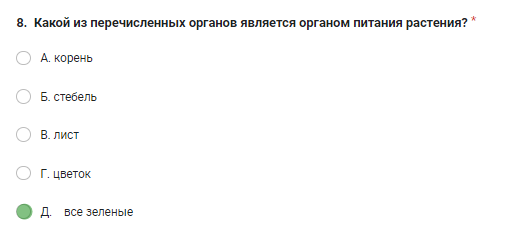 8. Какой из перечисленных органов является органом питания растения? *
А. корень
Б. стебель
В. лист
Г. цветок
Д. все зеленые